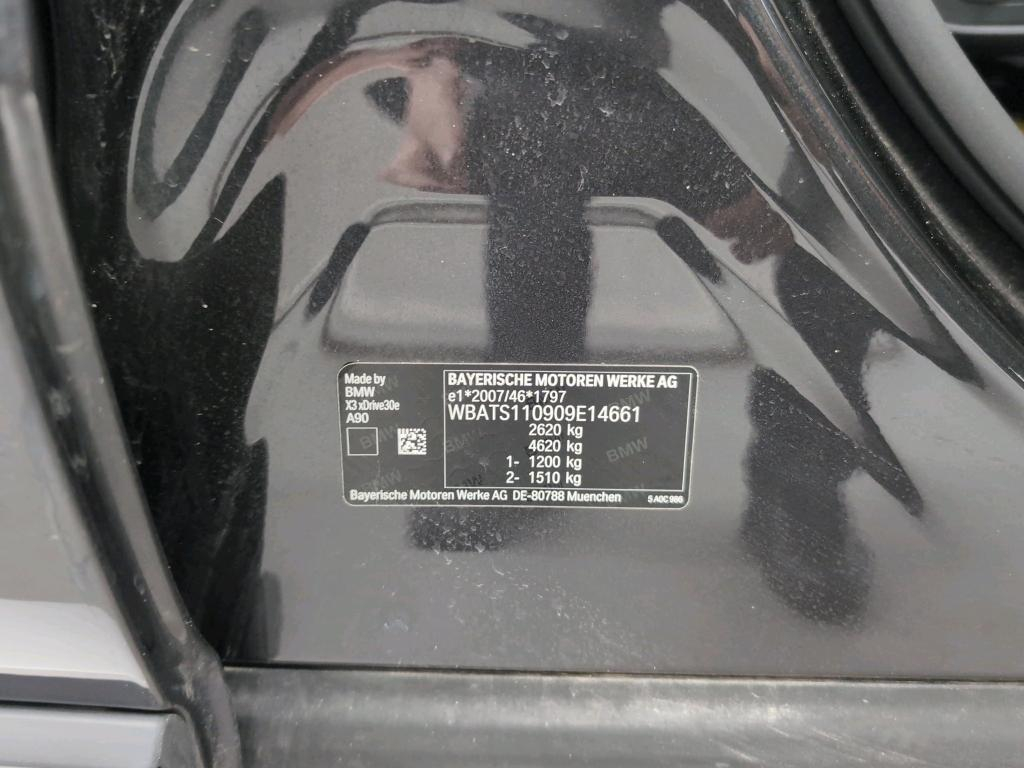 Made by
BMW
X3 xDrive30e
A90
BAYERISCHE MOTOREN WERKE AG
e1*2007/46*1797
WBATS110909E14661
2620 kg
4620 kg
1- 1200 kg
2- 1510 kg
Bayerische Motoren Werke AG DE-80788 Muenchen
5A0C986